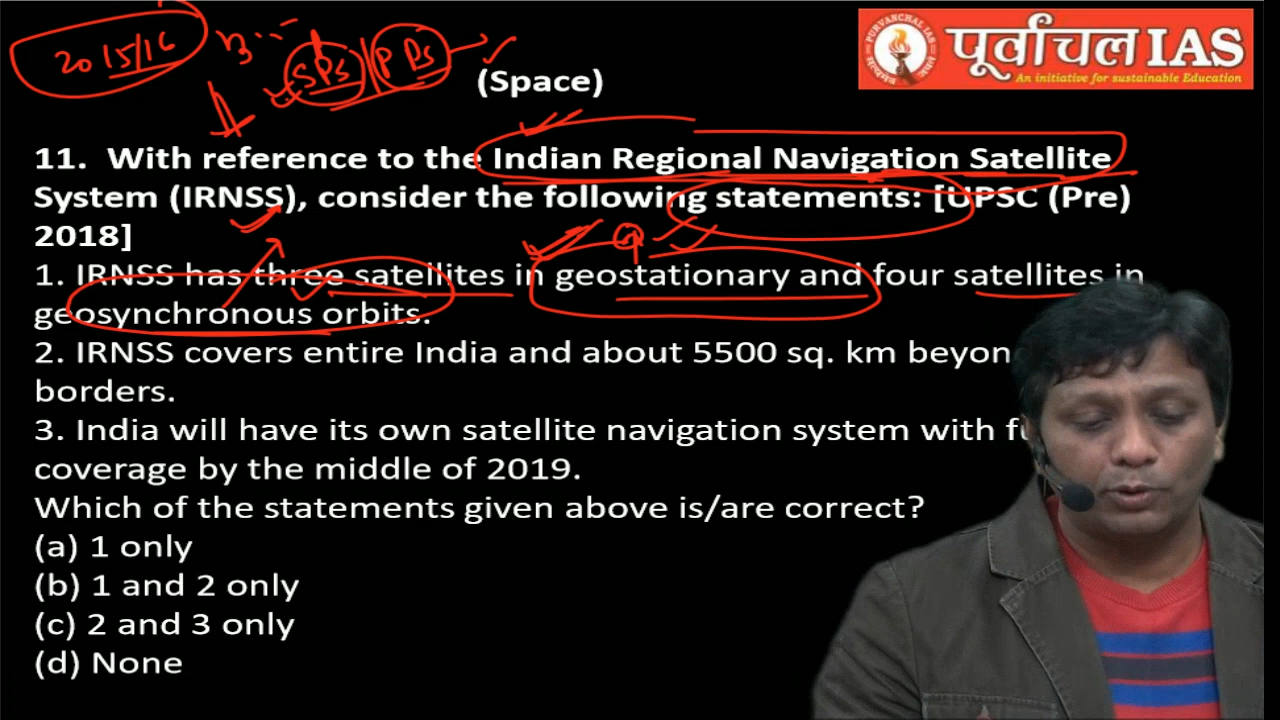 2015/16
SPS / PPS
पूर्वांचल IAS
An initiative for sustainable Education
(Space)
11. With reference to the Indian Regional Navigation Satellite
System (IRNSS), consider the following statements: [UPSC (Pre)
2018]
1. IRNSS has three satellites in geostationary and four satellites in
geosynchronous orbits.
2. IRNSS covers entire India and about 5500 sq. km beyon
borders.
3. India will have its own satellite navigation system with fu
coverage by the middle of 2019.
Which of the statements given above is/are correct?
(a) 1 only
(b) 1 and 2 only
(c) 2 and 3 only
(d) None